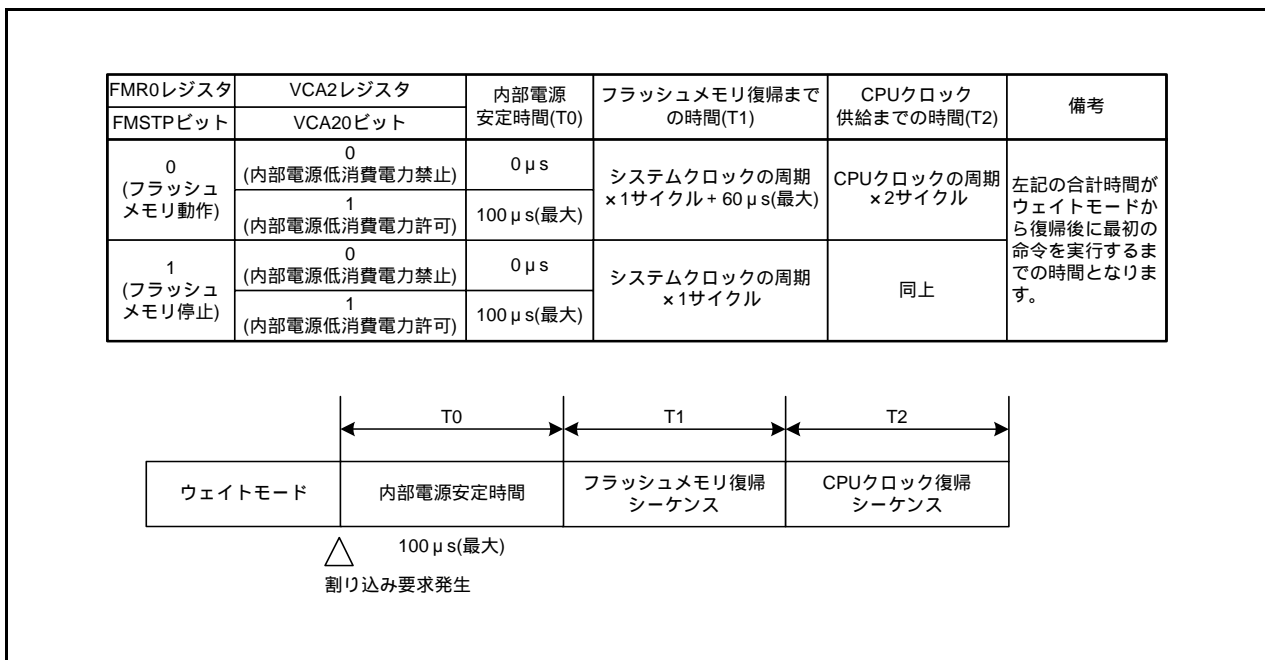 FMR0レジスタ
FMSTPビット
VCA2レジスタ
VCA20ビット
内部電源
安定時間(T0)
フラッシュメモリ復帰まで
の時間(T1)
CPUクロック
供給までの時間(T2)
備考
0
(フラッシュ
メモリ動作)
0
(内部電源低消費電力禁止)
0μs
1
(内部電源低消費電力許可)
100μs(最大)
システムクロックの周期
×1サイクル+60μs(最大)
CPUクロックの周期
×2サイクル
左記の合計時間が
ウェイトモードか
ら復帰後に最初の
命令を実行するま
での時間となりま
す。
1
(フラッシュ
メモリ停止)
0
(内部電源低消費電力禁止)
0μs
1
(内部電源低消費電力許可)
100μs(最大)
システムクロックの周期
×1サイクル
同上
T0
T1
T2
ウェイトモード
内部電源安定時間
フラッシュメモリ復帰
シーケンス
CPUクロック復帰
シーケンス
100μs(最大)
割り込み要求発生